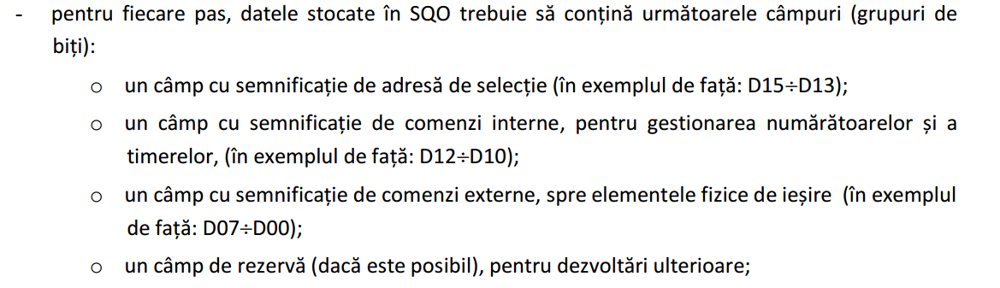 - pentru fiecare pas, datele stocate în SQO trebuie să conțină următoarele câmpuri (grupuri de
biți):
o un câmp cu semnificație de adresă de selecție (în exemplul de față: D15÷D13);
o un câmp cu semnificație de comenzi interne, pentru gestionarea numărătoarelor și a
timerelor, (în exemplul de față: D12÷D10);
o un câmp cu semnificație de comenzi externe, spre elementele fizice de ieșire (în exemplul
de față: D07÷D00);
o un câmp de rezervă (dacă este posibil), pentru dezvoltări ulterioare;